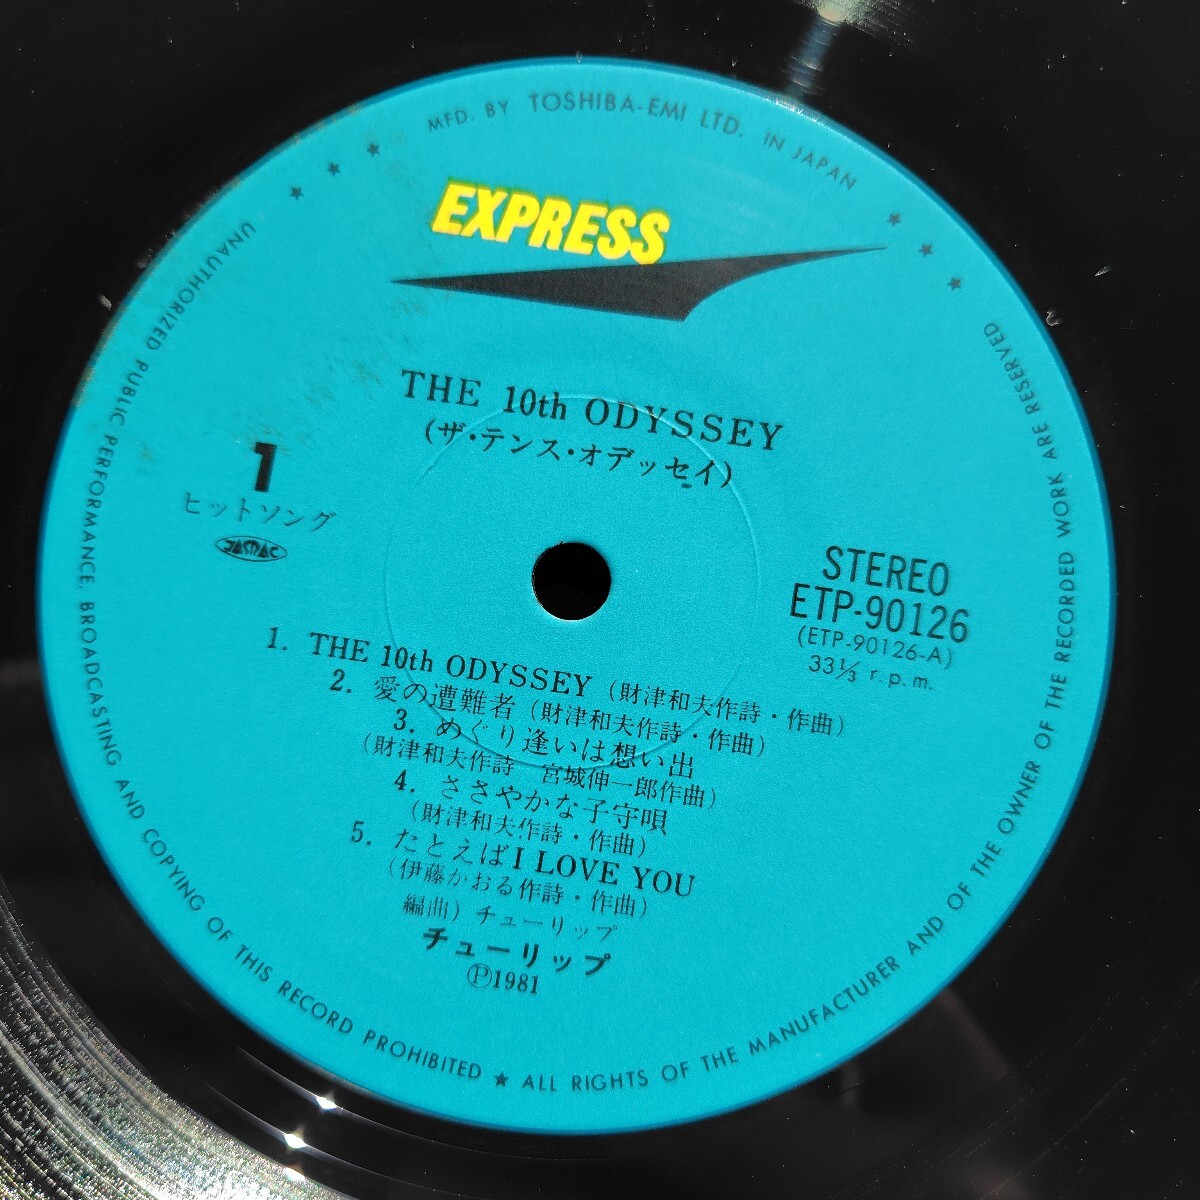 MFD. BY TOSHIBA-EMI LTD. IN JAPAN
EXPRESS
THE 10th ODYSSEY
(ザ・テンス・オデッセイ)
1
ヒットソング
JASRAC
STEREO
ETP-90126
(ETP-90126-A)
33⅓ r.p.m.
1. THE 10th ODYSSEY (財津和夫作詩・作曲)
2. 愛の遭難者 (財津和夫作詩・作曲)
3. めぐり逢いは想い出
(財津和夫作詩 宮城伸一郎作曲)
4. ささやかな子守唄
(財津和夫作詩・作曲)
5. たとえばI LOVE YOU
(伊藤かおる作詩・作曲)
編曲) チューリップ
チューリップ
Ⓟ1981
UNAUTHORIZED PUBLIC PERFORMANCE, BROADCASTING AND COPYING OF THIS RECORD PROHIBITED ★ ALL RIGHTS OF THE MANUFACTURER AND OF THE OWNER OF THE RECORDED WORK ARE RESERVED